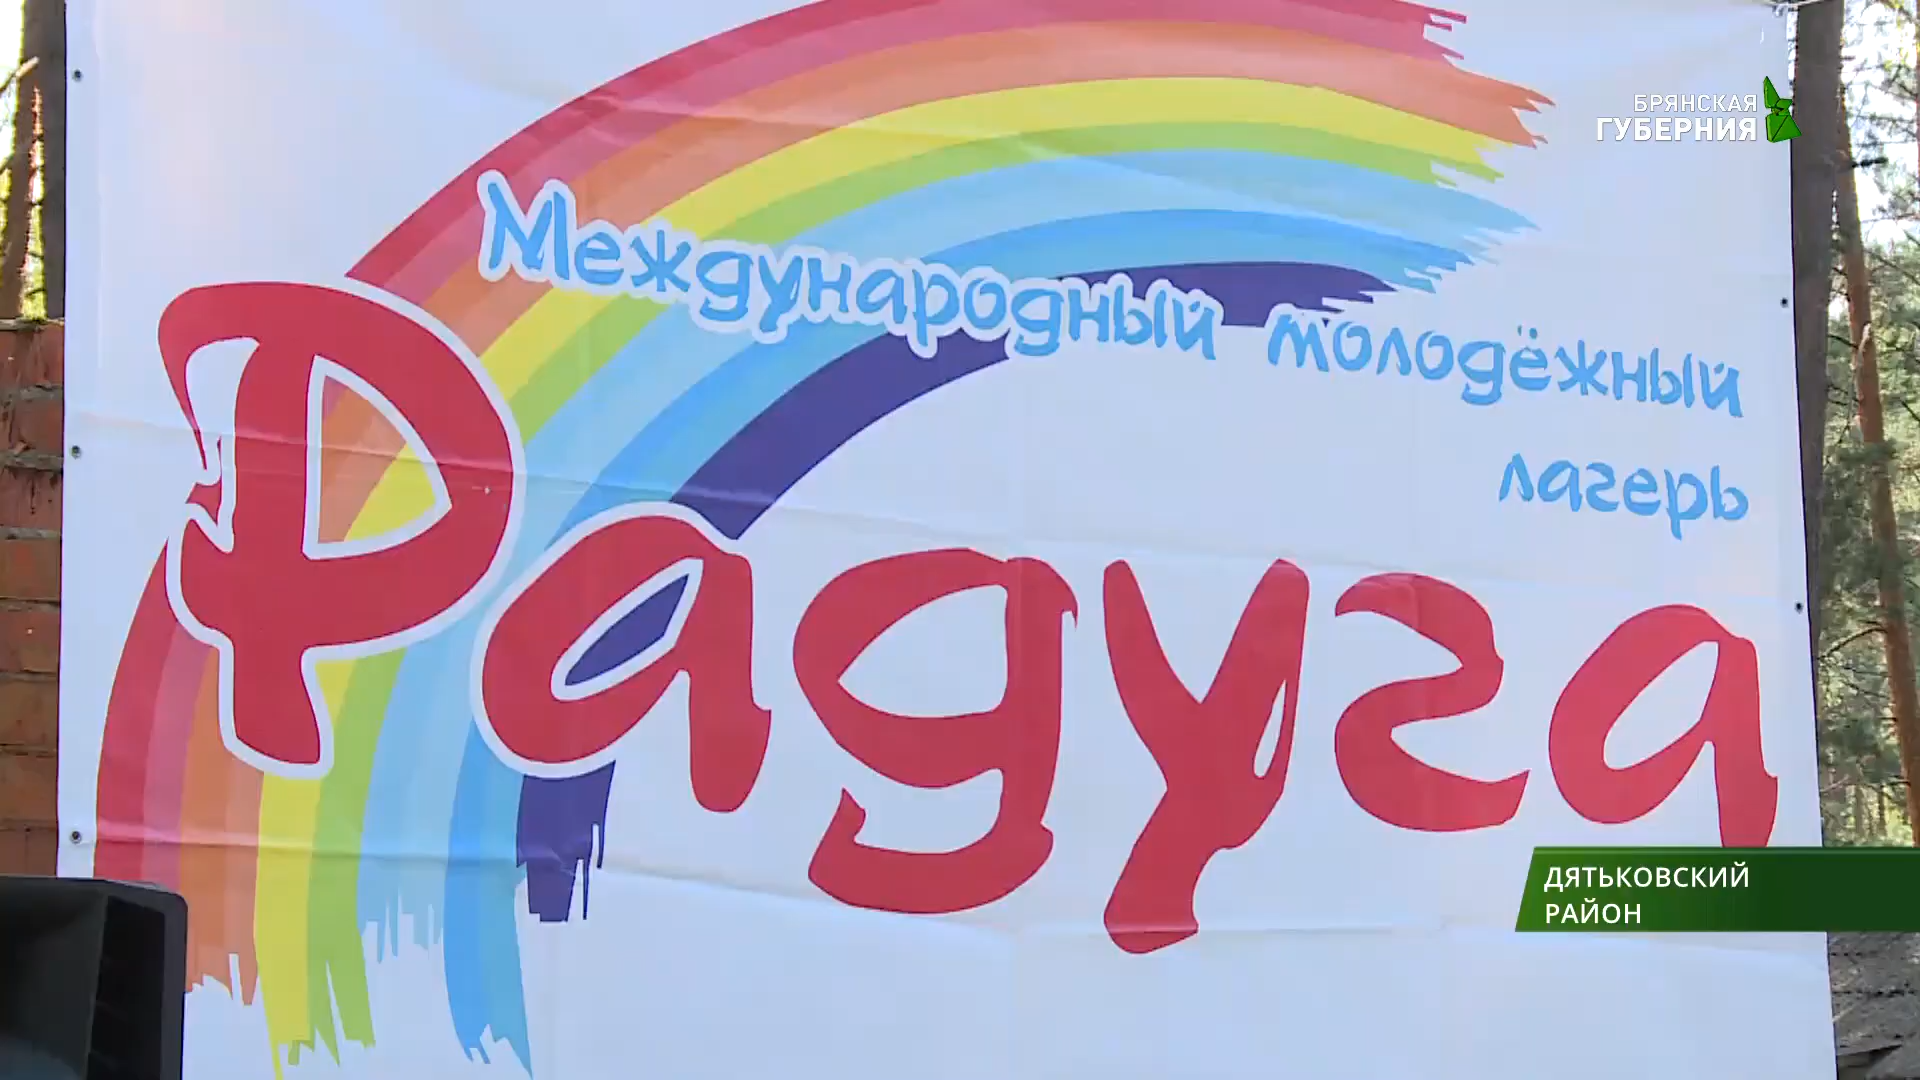 БРЯНСКАЯ
ГУБЕРНИЯ
Международный молодёжный
лагерь
Радуга
ДЯТЬКОВСКИЙ
РАЙОН